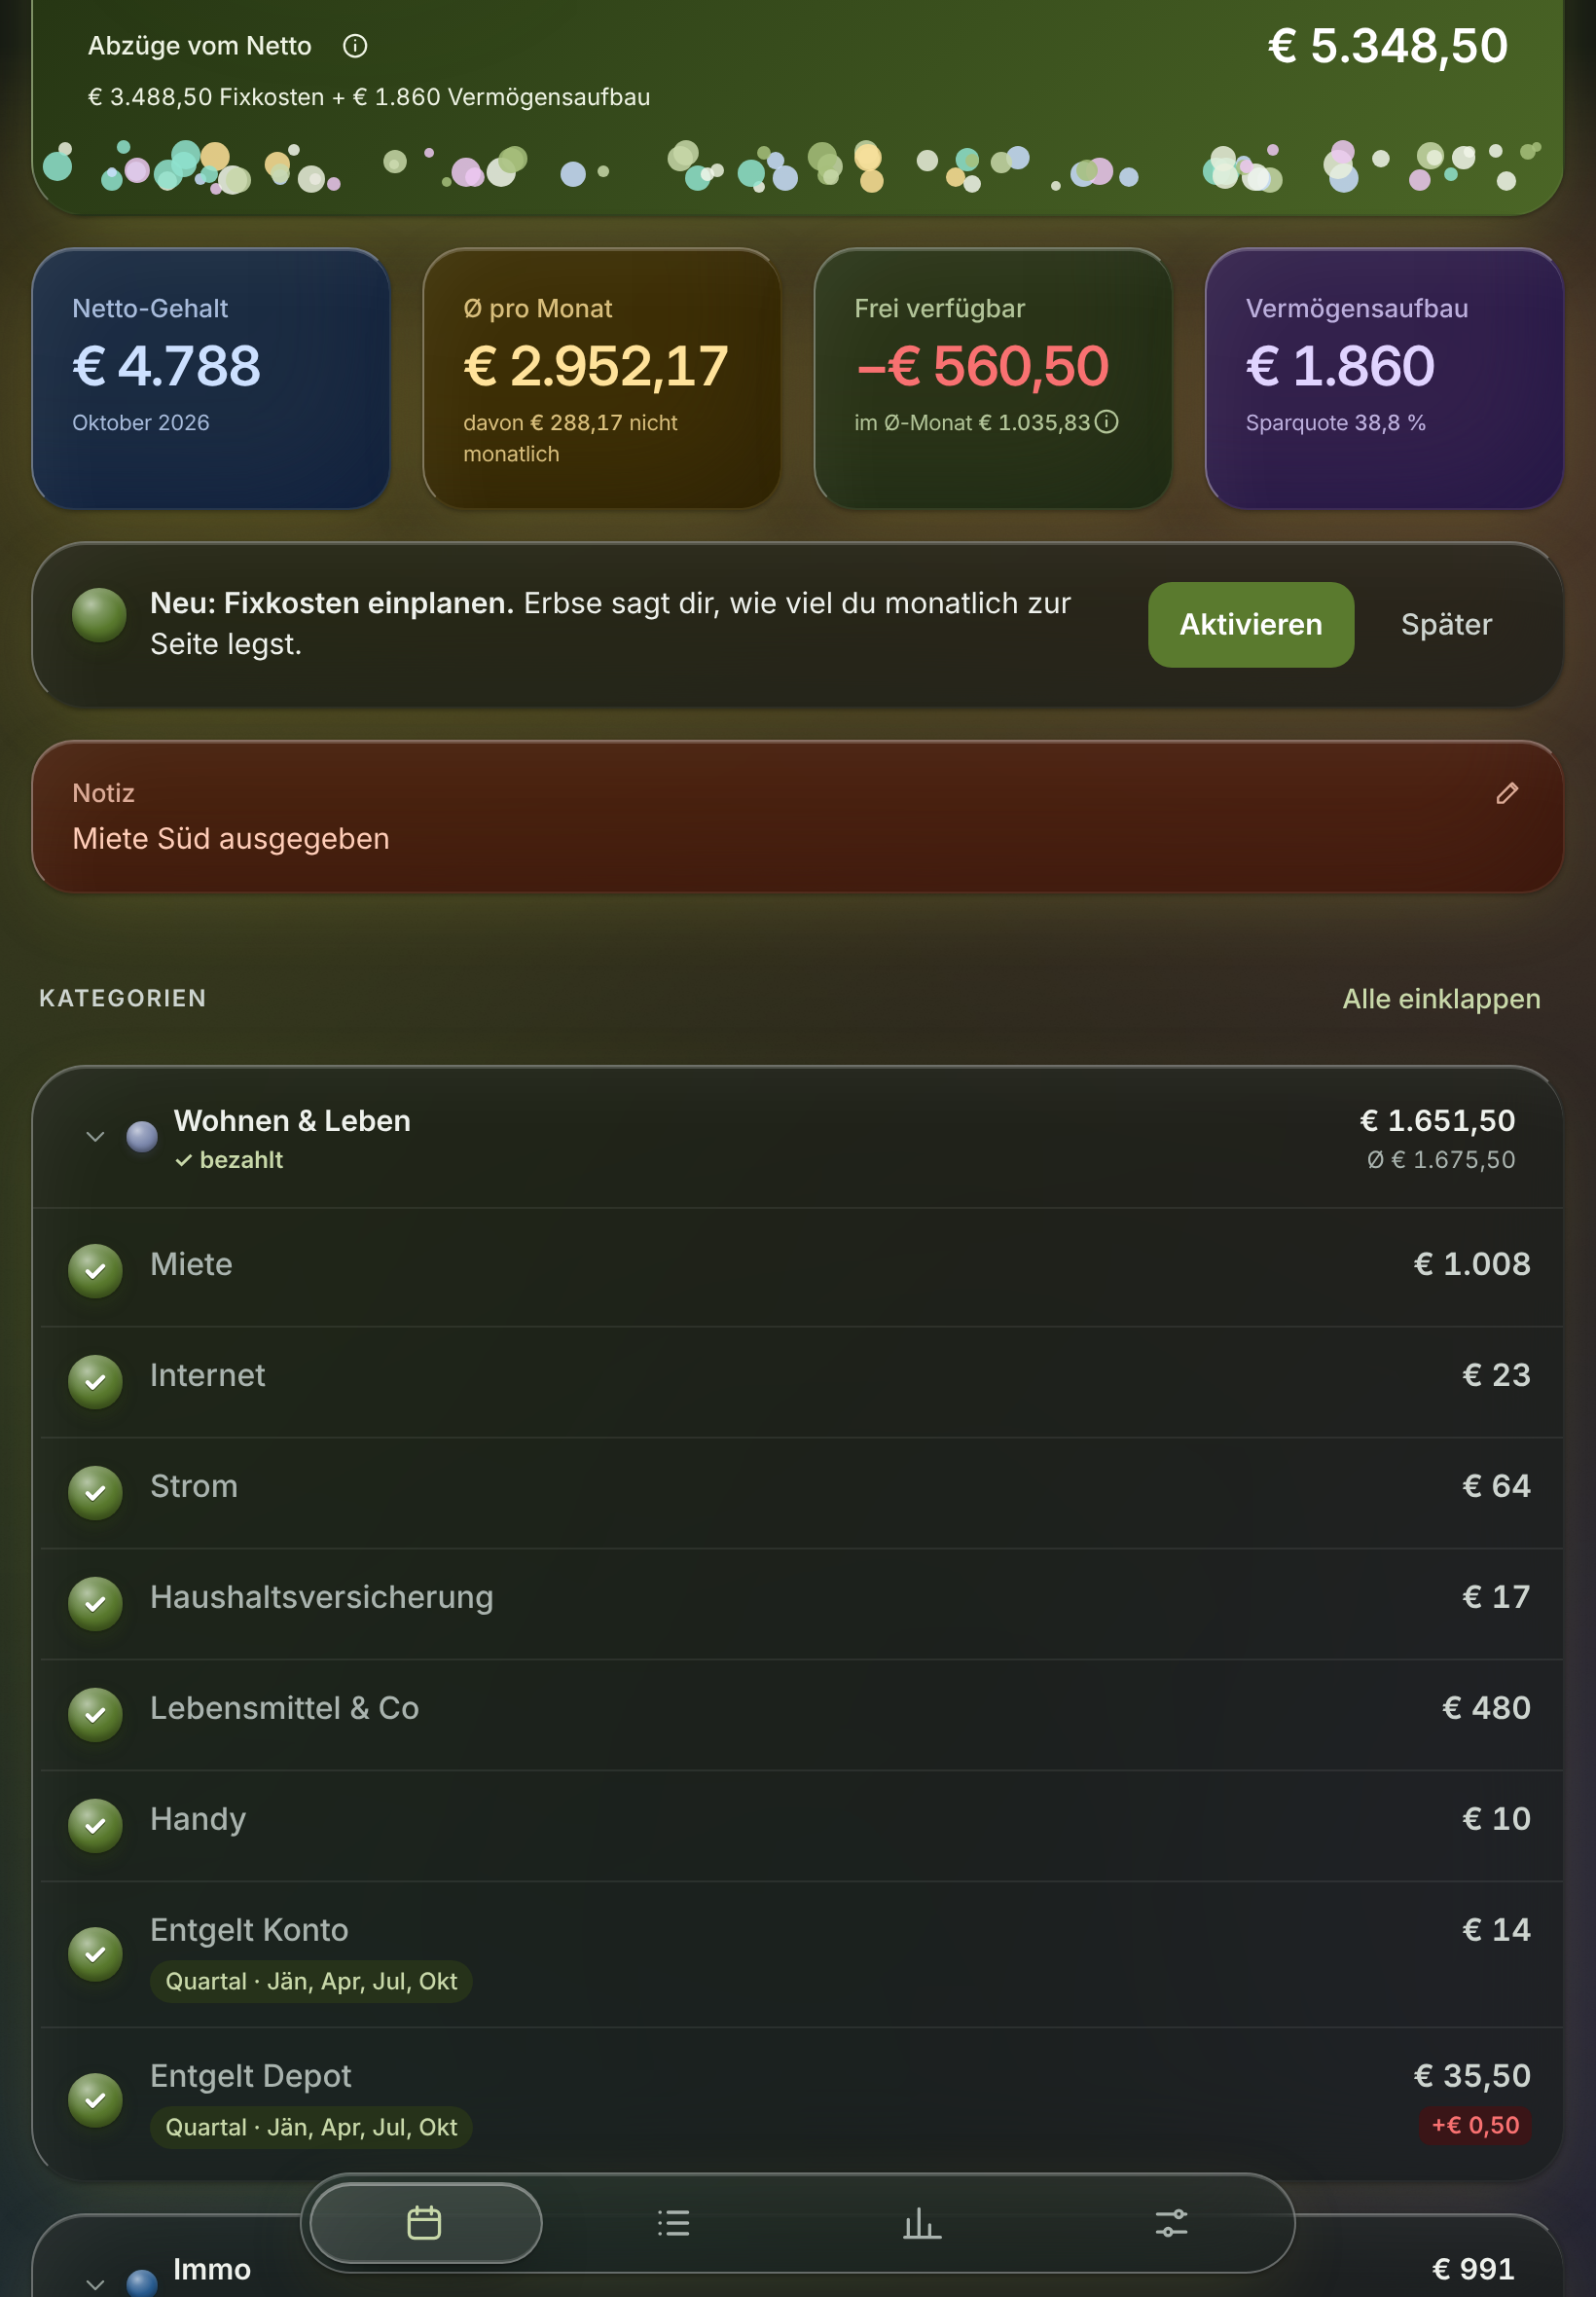 Abzüge vom Netto
€ 5.348,50
€ 3.488,50 Fixkosten + € 1.860 Vermögensaufbau
Netto-Gehalt
€ 4.788
Oktober 2026
Ø pro Monat
€ 2.952,17
davon € 288,17 nicht
monatlich
Frei verfügbar
–€ 560,50
im Ø-Monat € 1.035,83
Vermögensaufbau
€ 1.860
Sparquote 38,8 %
Neu: Fixkosten einplanen. Erbse sagt dir, wie viel du monatlich zur
Seite legst.
Aktivieren
Später
Notiz
Miete Süd ausgegeben
KATEGORIEN
Alle einklappen
Wohnen & Leben
€ 1.651,50
✓ bezahlt
Ø € 1.675,50
Miete
€ 1.008
Internet
€ 23
Strom
€ 64
Haushaltsversicherung
€ 17
Lebensmittel & Co
€ 480
Handy
€ 10
Entgelt Konto
€ 14
Quartal · Jän, Apr, Jul, Okt
Entgelt Depot
€ 35,50
Quartal · Jän, Apr, Jul, Okt
+€ 0,50
Immo
€ 991